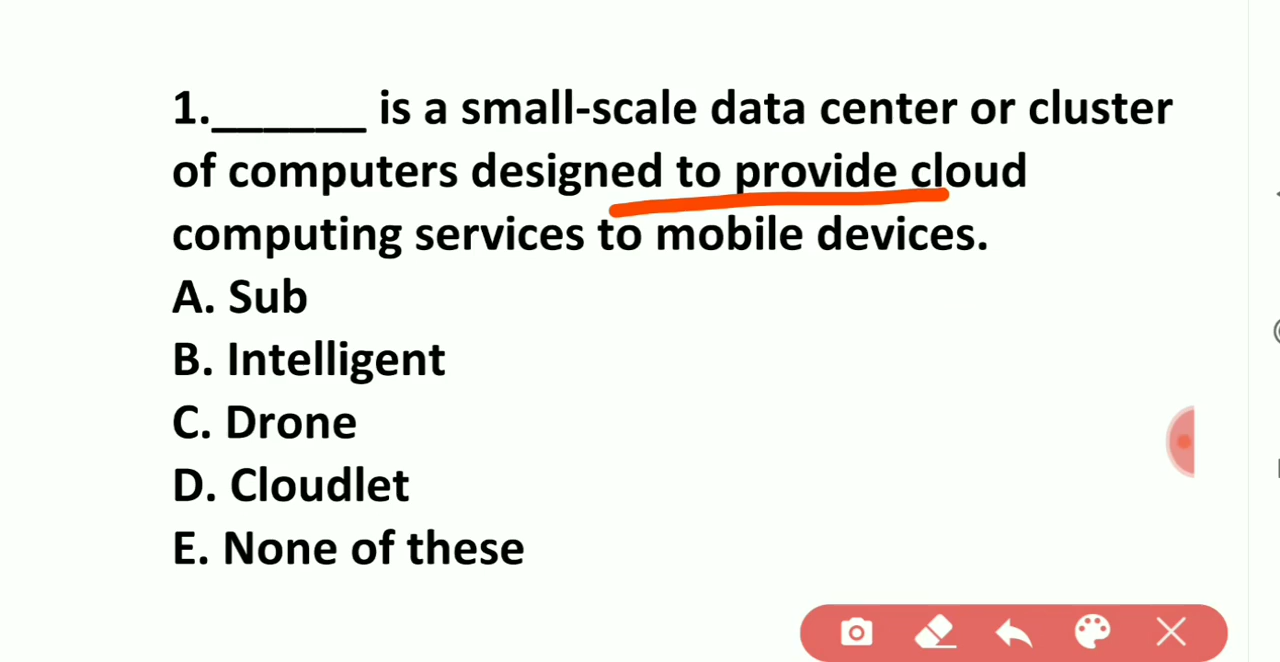 1.______ is a small-scale data center or cluster
of computers designed to provide cloud
computing services to mobile devices.
A. Sub
B. Intelligent
C. Drone
D. Cloudlet
E. None of these